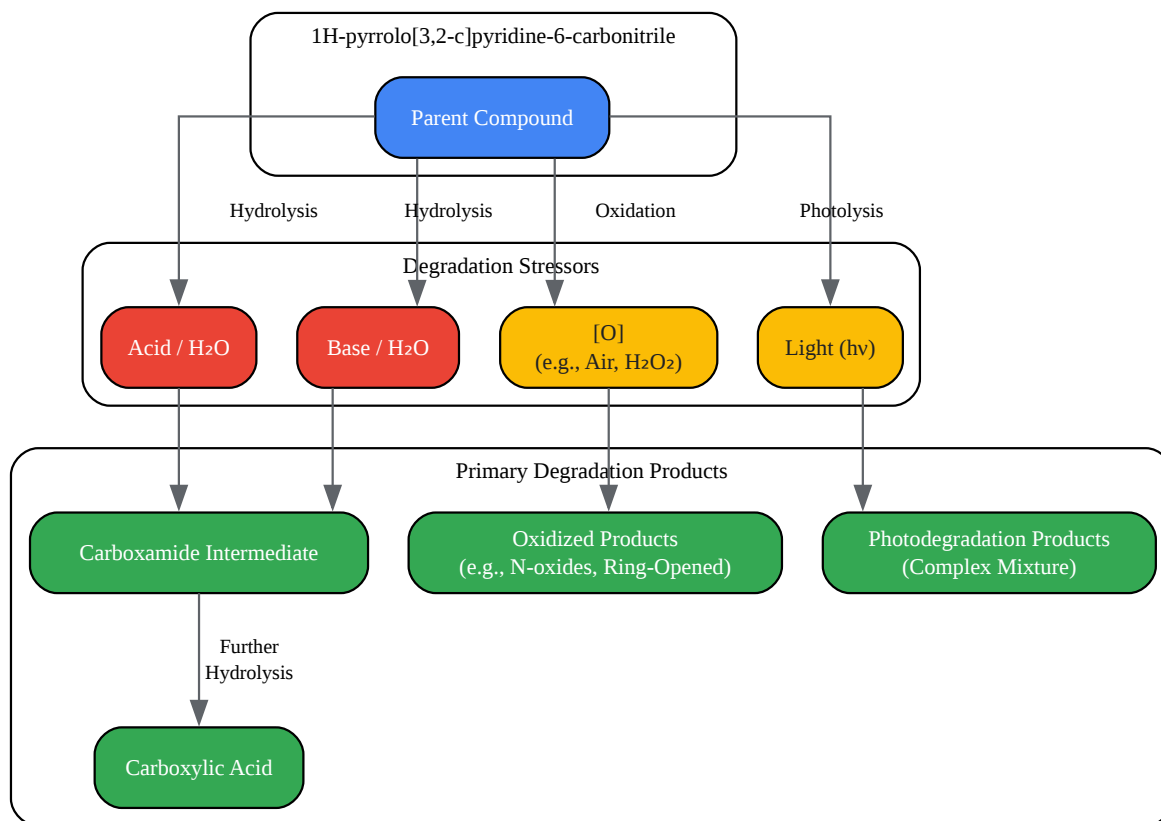 1H-pyrrolo[3,2-c]pyridine-6-carbonitrile
Parent Compound
Hydrolysis
Hydrolysis
Oxidation
Photolysis
Degradation Stressors
Acid / H₂O
Base / H₂O
[O]
(e.g., Air, H₂O₂)
Light (hν)
Primary Degradation Products
Carboxamide Intermediate
Oxidized Products
(e.g., N-oxides, Ring-Opened)
Photodegradation Products
(Complex Mixture)
Further
Hydrolysis
Carboxylic Acid